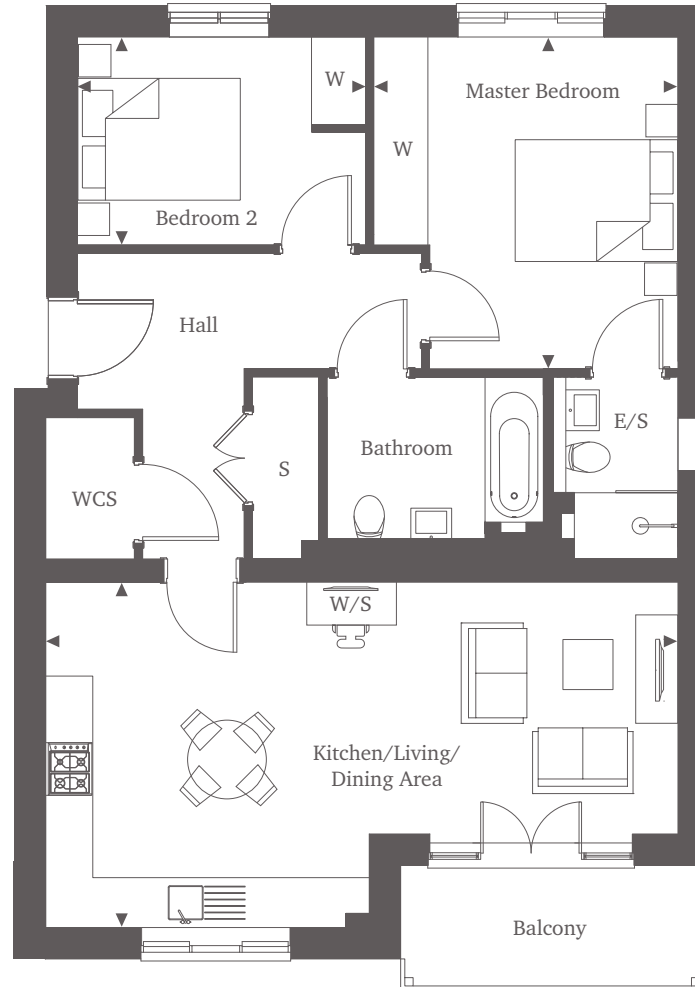 W
Master Bedroom
W
Bedroom 2
Hall
E/S
Bathroom
S
WCS
W/S
Kitchen/Living/
Dining Area
Balcony